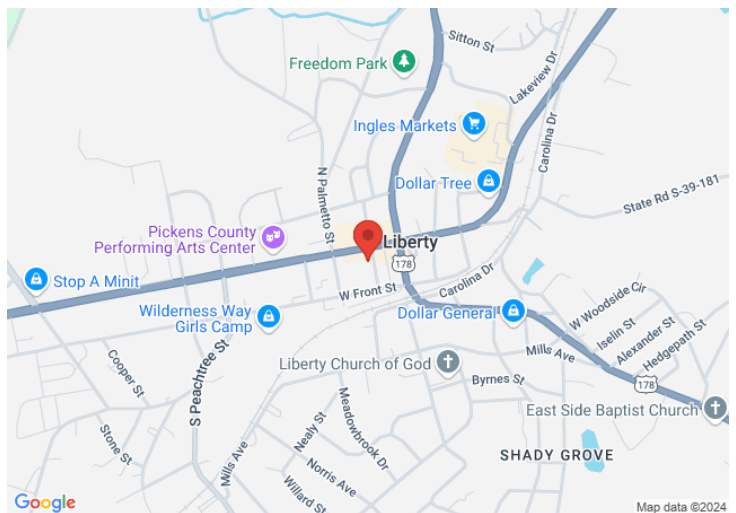 Sitton St
Freedom Park
Lakeview Dr
Ingles Markets
Carolina Dr
N Palmetto St
Dollar Tree
State Rd S-39-181
Pickens County
Performing Arts Center
Liberty
178
Stop A Minit
Carolina Dr
W Front St
Wilderness Way
Girls Camp
Dollar General
W Woodside Cir
Iselin St
Alexander St
Hedgepath St
Mills Ave
Liberty Church of God
Cooper St
S Peachtree St
Byrnes St
178
Meadowbrook Dr
East Side Baptist Church
Nealy St
Stone St
Mills Ave
Norris Ave
SHADY GROVE
Willard St
Google
Map data ©2024